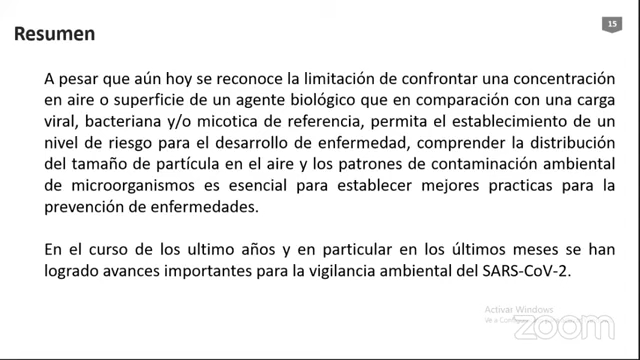 15
Resumen
A pesar que aún hoy se reconoce la limitación de confrontar una concentración
en aire o superficie de un agente biológico que en comparación con una carga
viral, bacteriana y/o micotica de referencia, permita el establecimiento de un
nivel de riesgo para el desarrollo de enfermedad, comprender la distribución
del tamaño de partícula en el aire y los patrones de contaminación ambiental
de microorganismos es esencial para establecer mejores practicas para la
prevención de enfermedades.
En el curso de los ultimo años y en particular en los últimos meses se han
logrado avances importantes para la vigilancia ambiental del SARS-CoV-2.
Activar Windows
Ve a
zoom